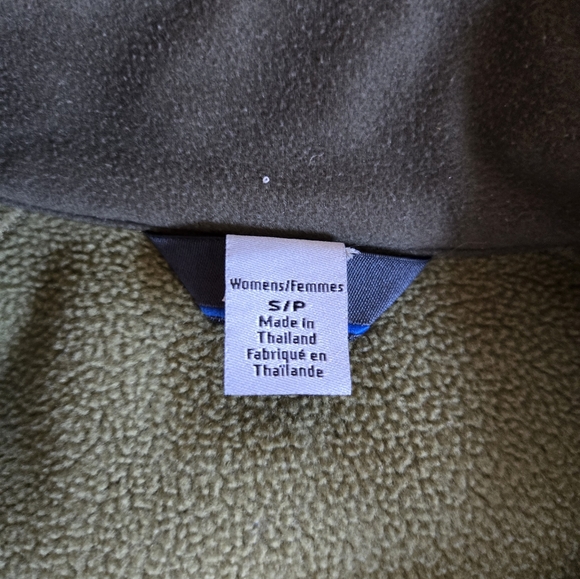 Womens/Femmes
S/P
Made in
Thailand
Fabriqué en
Thaïlande